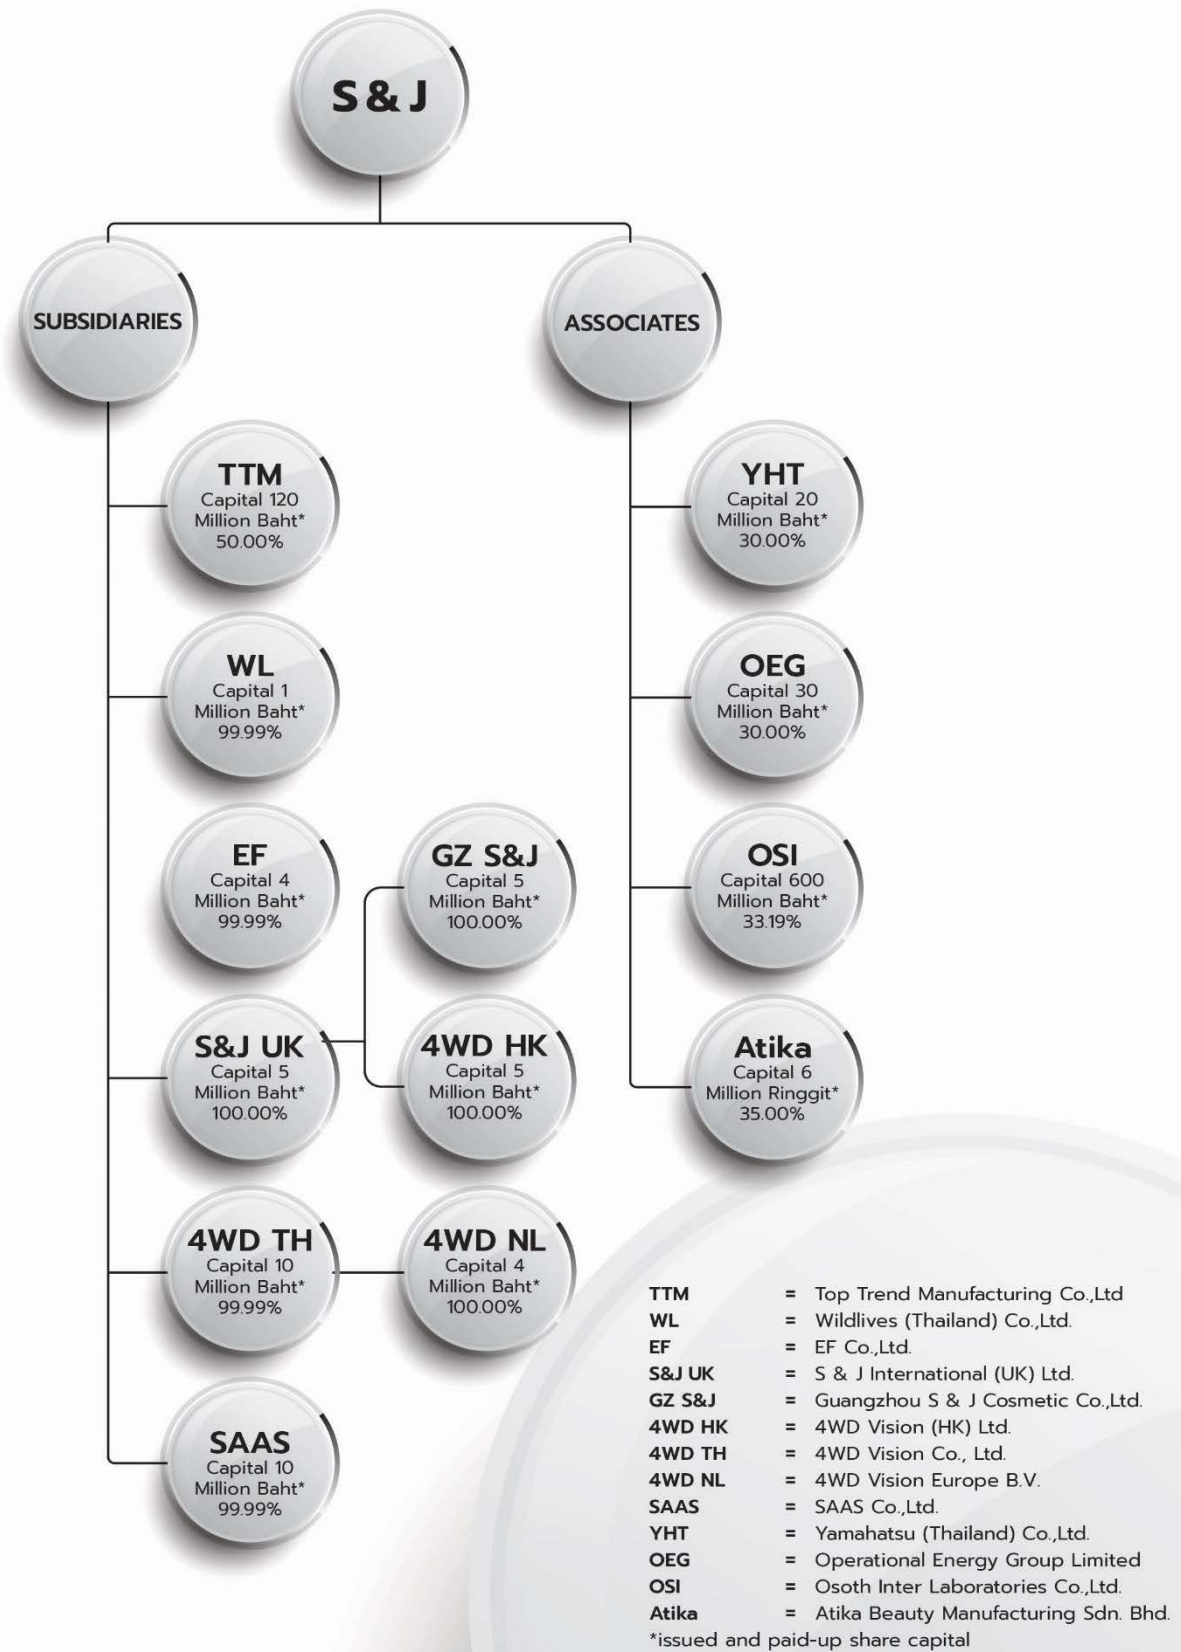 S & J
SUBSIDIARIES
ASSOCIATES
TTM
Capital 120
Million Baht*
50.00%
YHT
Capital 20
Million Baht*
30.00%
WL
Capital 1
Million Baht*
99.99%
OEG
Capital 30
Million Baht*
30.00%
EF
Capital 4
Million Baht*
99.99%
GZ S&J
Capital 5
Million Baht*
100.00%
OSI
Capital 600
Million Baht*
33.19%
S&J UK
Capital 5
Million Baht*
100.00%
4WD HK
Capital 5
Million Baht*
100.00%
Atika
Capital 6
Million Ringgit*
35.00%
4WD TH
Capital 10
Million Baht*
99.99%
4WD NL
Capital 4
Million Baht*
100.00%
SAAS
Capital 10
Million Baht*
99.99%
TTM = Top Trend Manufacturing Co.,Ltd
WL = Wildlives (Thailand) Co.,Ltd.
EF = EF Co.,Ltd.
S&J UK = S & J International (UK) Ltd.
GZ S&J = Guangzhou S & J Cosmetic Co.,Ltd.
4WD HK = 4WD Vision (HK) Ltd.
4WD TH = 4WD Vision Co., Ltd.
4WD NL = 4WD Vision Europe B.V.
SAAS = SAAS Co.,Ltd.
YHT = Yamahatsu (Thailand) Co.,Ltd.
OEG = Operational Energy Group Limited
OSI = Osoth Inter Laboratories Co.,Ltd.
Atika = Atika Beauty Manufacturing Sdn. Bhd.
*issued and paid-up share capital